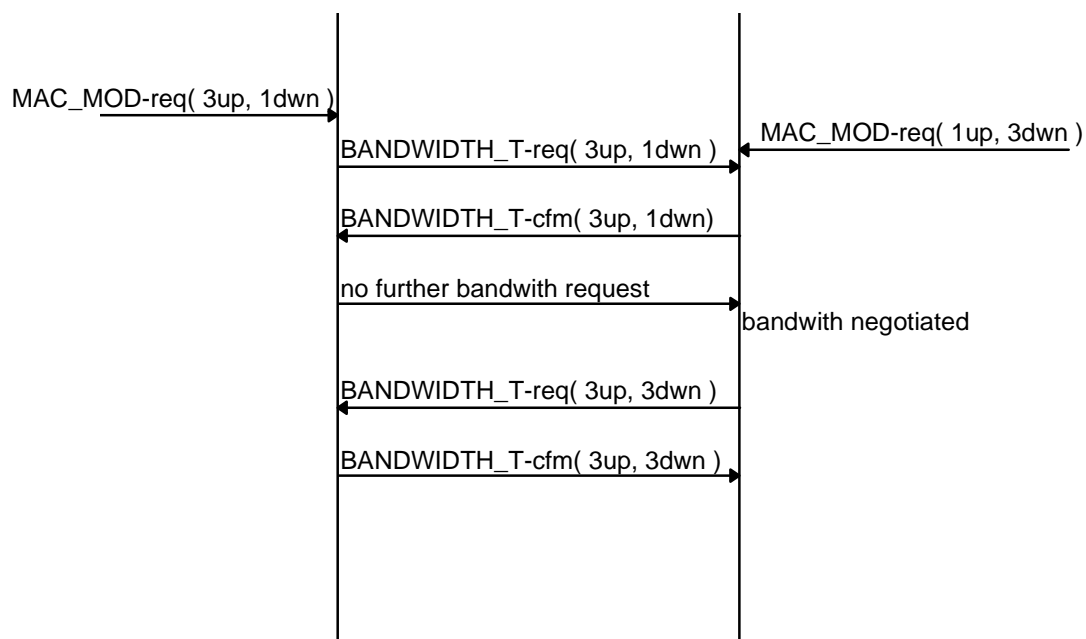 MAC_MOD-req( 3up, 1dwn )
MAC_MOD-req( 1up, 3dwn )
BANDWIDTH_T-req( 3up, 1dwn )
BANDWIDTH_T-cfm( 3up, 1dwn)
no further bandwith request
bandwith negotiated
BANDWIDTH_T-req( 3up, 3dwn )
BANDWIDTH_T-cfm( 3up, 3dwn )